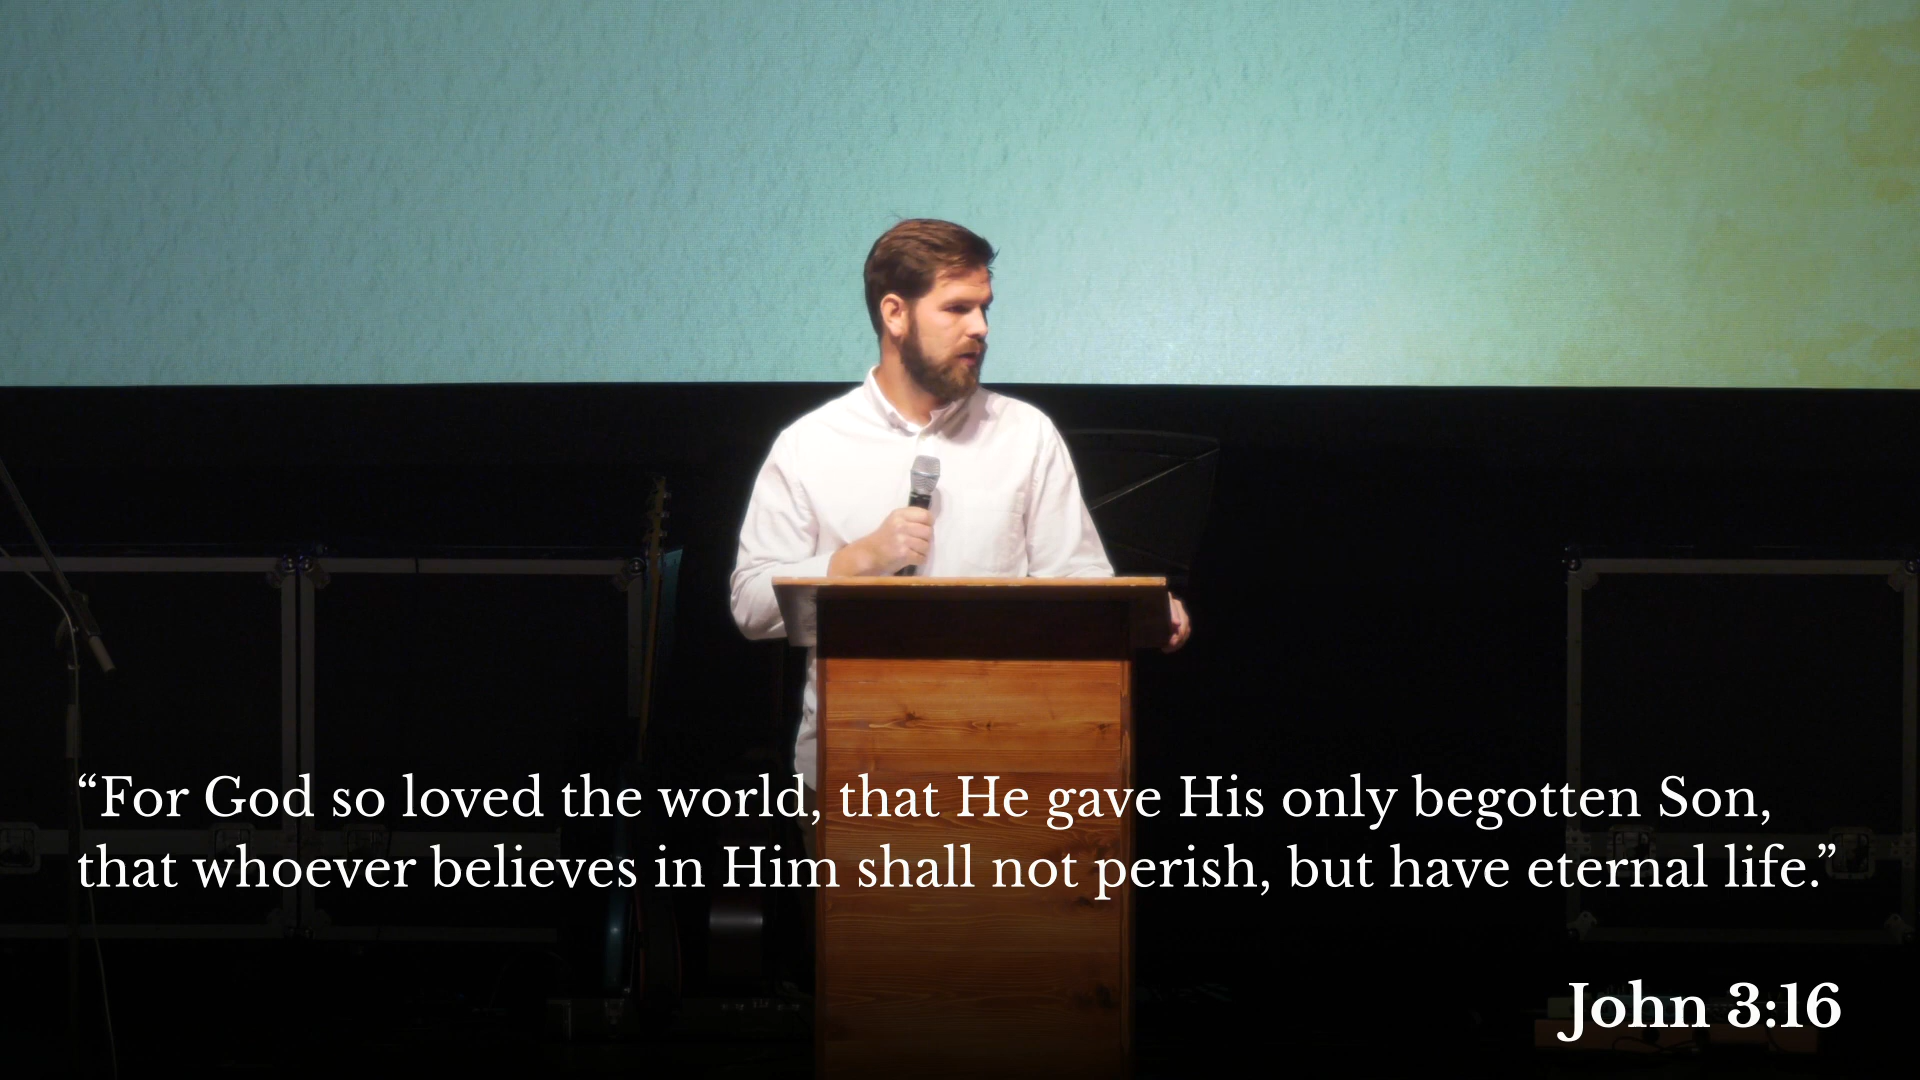 “For God so loved the world, that He gave His only begotten Son,
that whoever believes in Him shall not perish, but have eternal life.”
John 3:16